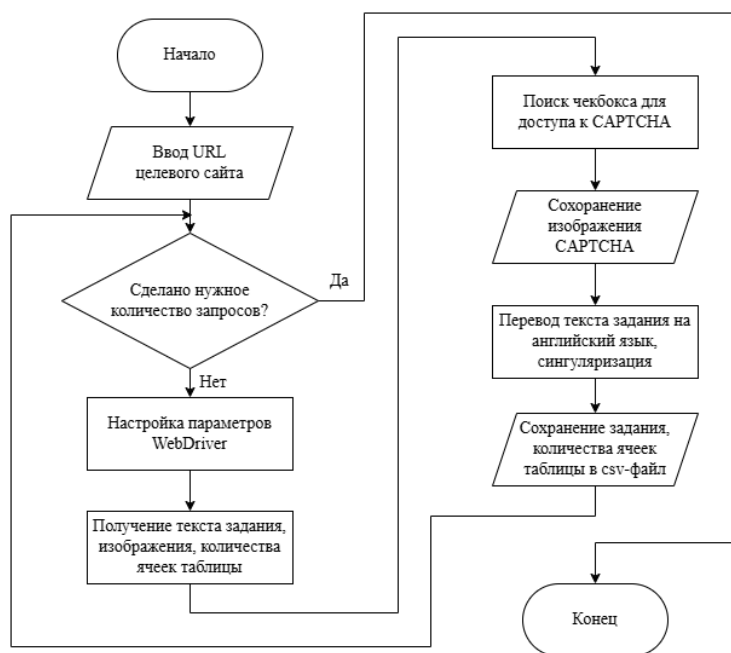 Начало
Ввод URL
целевого сайта
Сделано нужное
количество запросов?
Да
Нет
Настройка параметров
WebDriver
Получение текста задания,
изображения, количества
ячеек таблицы
Поиск чекбокса для
доступа к CAPTCHA
Сохоранение
изображения
CAPTCHA
Перевод текста задания на
английский язык,
сингуляризация
Сохранение задания,
количества ячеек
таблицы в csv-файл
Конец